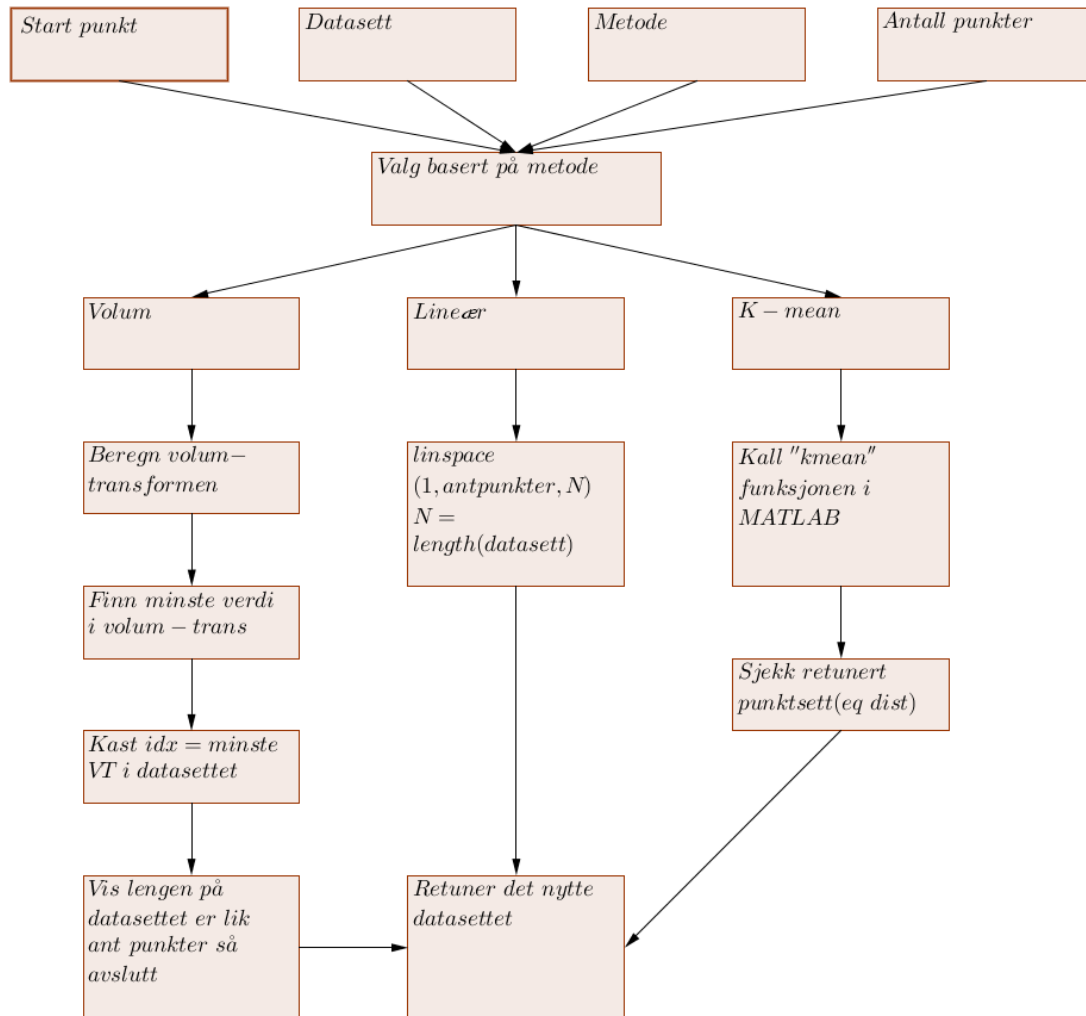 Start punkt
Datasett
Metode
Antall punkter
Valg basert på metode
Volum
Lineær
K − mean
Beregn volum−
transformen
linspace
(1, antpunkter, N)
N =
length(datasett)
Kall "kmean"
funksjonen i
MATLAB
Finn minste verdi
i volum − trans
Sjekk retunert
punktsett(eq dist)
Kast idx = minste
VT i datasettet
Vis lengen på
datasettet er lik
ant punkter så
avslutt
Retuner det nytte
datasettet